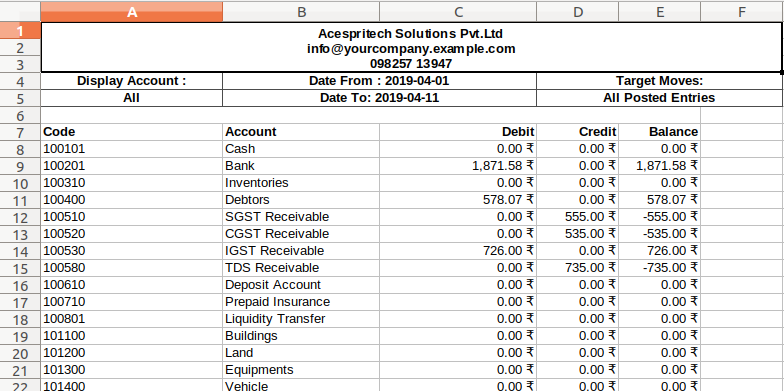 A B C D E F
1 Acespritech Solutions Pvt.Ltd
2 info@yourcompany.example.com
3 098257 13947
4 Display Account : Date From : 2019-04-01 Target Moves:
5 All Date To: 2019-04-11 All Posted Entries
6
7 Code Account Debit Credit Balance
8 100101 Cash 0.00 ₹ 0.00 ₹ 0.00 ₹
9 100201 Bank 1,871.58 ₹ 0.00 ₹ 1,871.58 ₹
10 100310 Inventories 0.00 ₹ 0.00 ₹ 0.00 ₹
11 100400 Debtors 578.07 ₹ 0.00 ₹ 578.07 ₹
12 100510 SGST Receivable 0.00 ₹ 555.00 ₹ -555.00 ₹
13 100520 CGST Receivable 0.00 ₹ 535.00 ₹ -535.00 ₹
14 100530 IGST Receivable 726.00 ₹ 0.00 ₹ 726.00 ₹
15 100580 TDS Receivable 0.00 ₹ 735.00 ₹ -735.00 ₹
16 100610 Deposit Account 0.00 ₹ 0.00 ₹ 0.00 ₹
17 100710 Prepaid Insurance 0.00 ₹ 0.00 ₹ 0.00 ₹
18 100801 Liquidity Transfer 0.00 ₹ 0.00 ₹ 0.00 ₹
19 101100 Buildings 0.00 ₹ 0.00 ₹ 0.00 ₹
20 101200 Land 0.00 ₹ 0.00 ₹ 0.00 ₹
21 101300 Equipments 0.00 ₹ 0.00 ₹ 0.00 ₹
22 101400 Vehicle 0.00 ₹ 0.00 ₹ 0.00 ₹